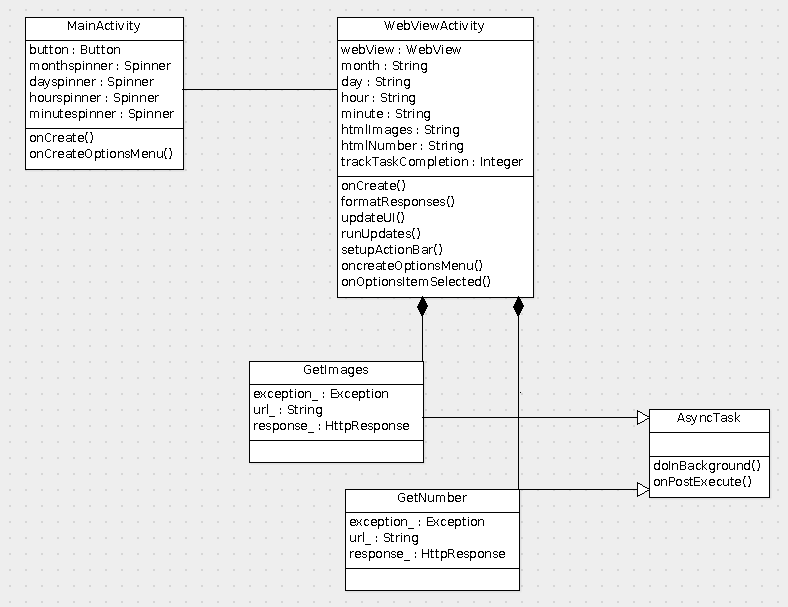 MainActivity
button : Button
monthspinner : Spinner
dayspinner : Spinner
hourspinner : Spinner
minutespinner : Spinner
onCreate()
onCreateOptionsMenu()
WebViewActivity
webView : WebView
month : String
day : String
hour : String
minute : String
htmlImages : String
htmlNumber : String
trackTaskCompletion : Integer
onCreate()
formatResponses()
updateUI()
runUpdates()
setupActionBar()
oncreateOptionsMenu()
onOptionsItemSelected()
GetImages
exception_ : Exception
url_ : String
response_ : HttpResponse
AsyncTask
doInBackground()
onPostExecute()
GetNumber
exception_ : Exception
url_ : String
response_ : HttpResponse